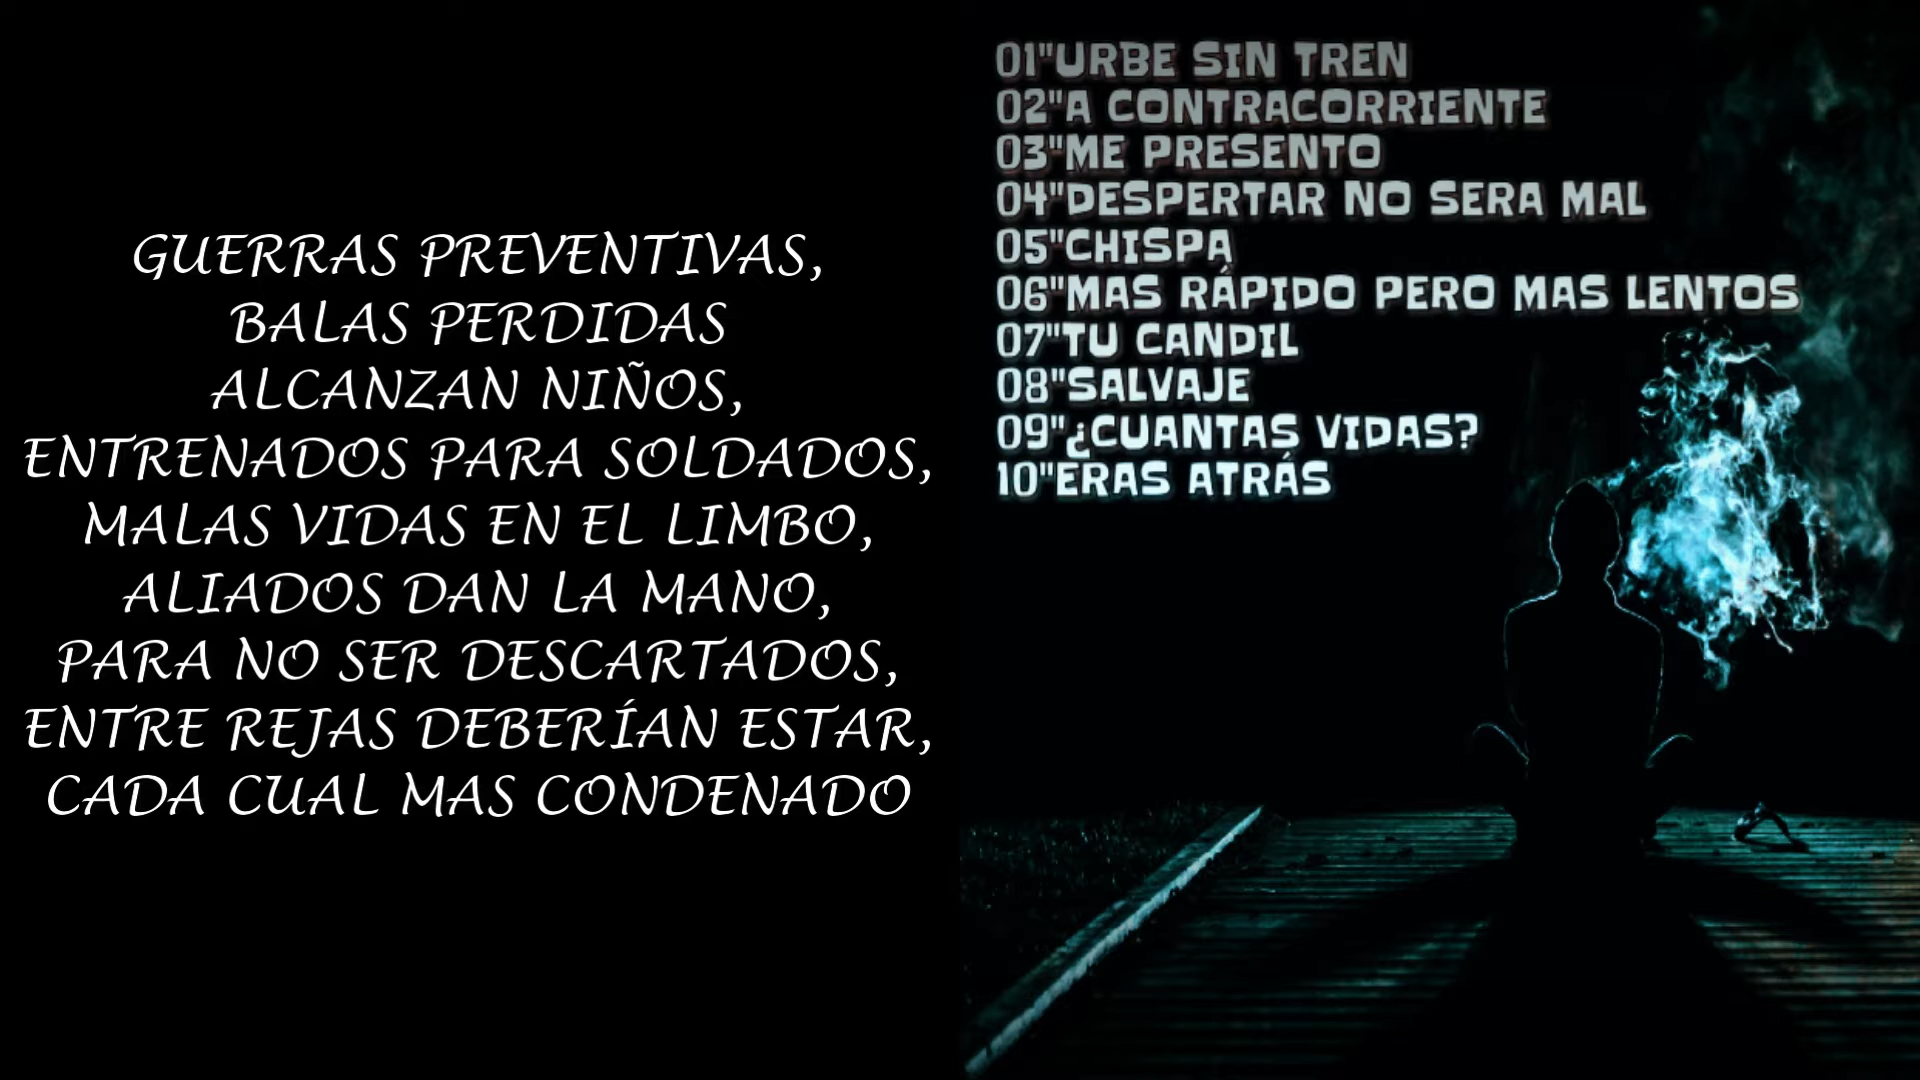 GUERRAS PREVENTIVAS,
BALAS PERDIDAS
ALCANZAN NIÑOS,
ENTRENADOS PARA SOLDADOS,
MALAS VIDAS EN EL LIMBO,
ALIADOS DAN LA MANO,
PARA NO SER DESCARTADOS,
ENTRE REJAS DEBERÍAN ESTAR,
CADA CUAL MAS CONDENADO
01"URBE SIN TREN
02"A CONTRACORRIENTE
03"ME PRESENTO
04"DESPERTAR NO SERA MAL
05"CHISPA
06"MAS RÁPIDO PERO MAS LENTOS
07"TU CANDIL
08"SALVAJE
09"¿CUANTAS VIDAS?
10"ERAS ATRÁS